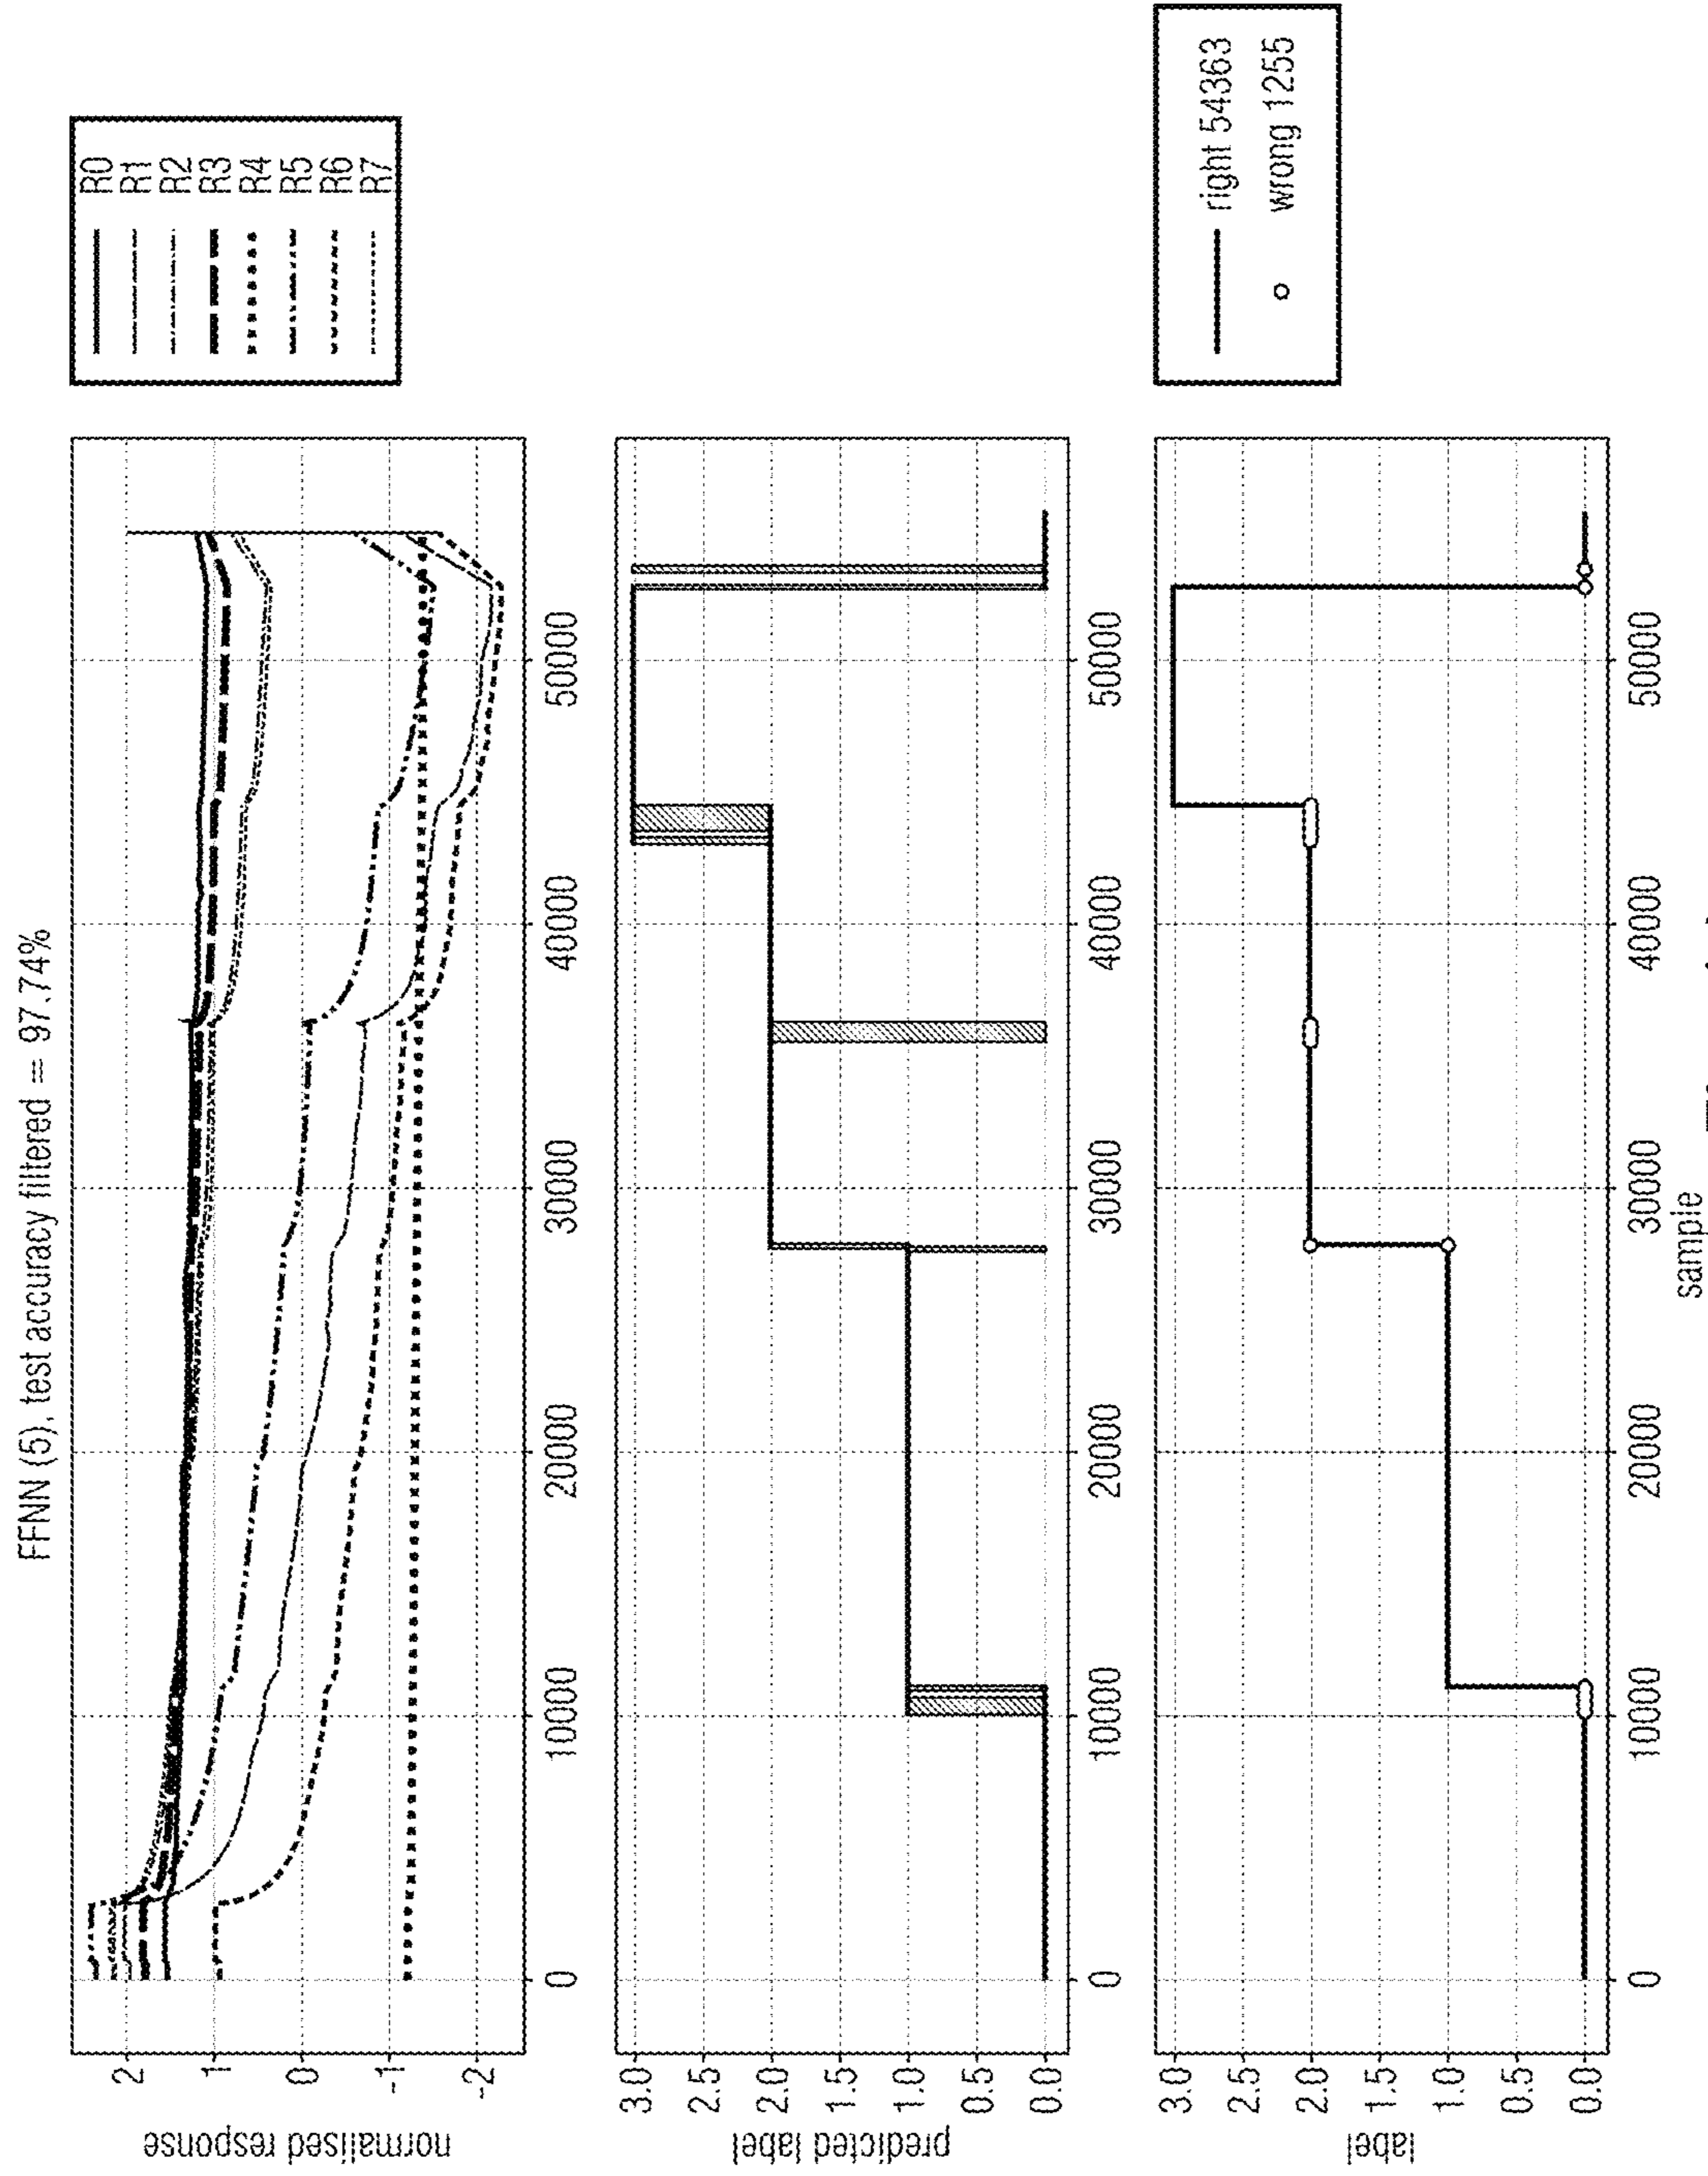 FFNN (5), test accuracy filtered = 97.74%
normalised response
2
1
0
-1
-2
0
10000
20000
30000
40000
50000
R0
R1
R2
R3
R4
R5
R6
R7
predicted label
3.0
2.5
2.0
1.5
1.0
0.5
0.0
0
10000
20000
30000
40000
50000
label
3.0
2.5
2.0
1.5
1.0
0.5
0.0
0
10000
20000
30000
40000
50000
sample
right 54363
wrong 1255